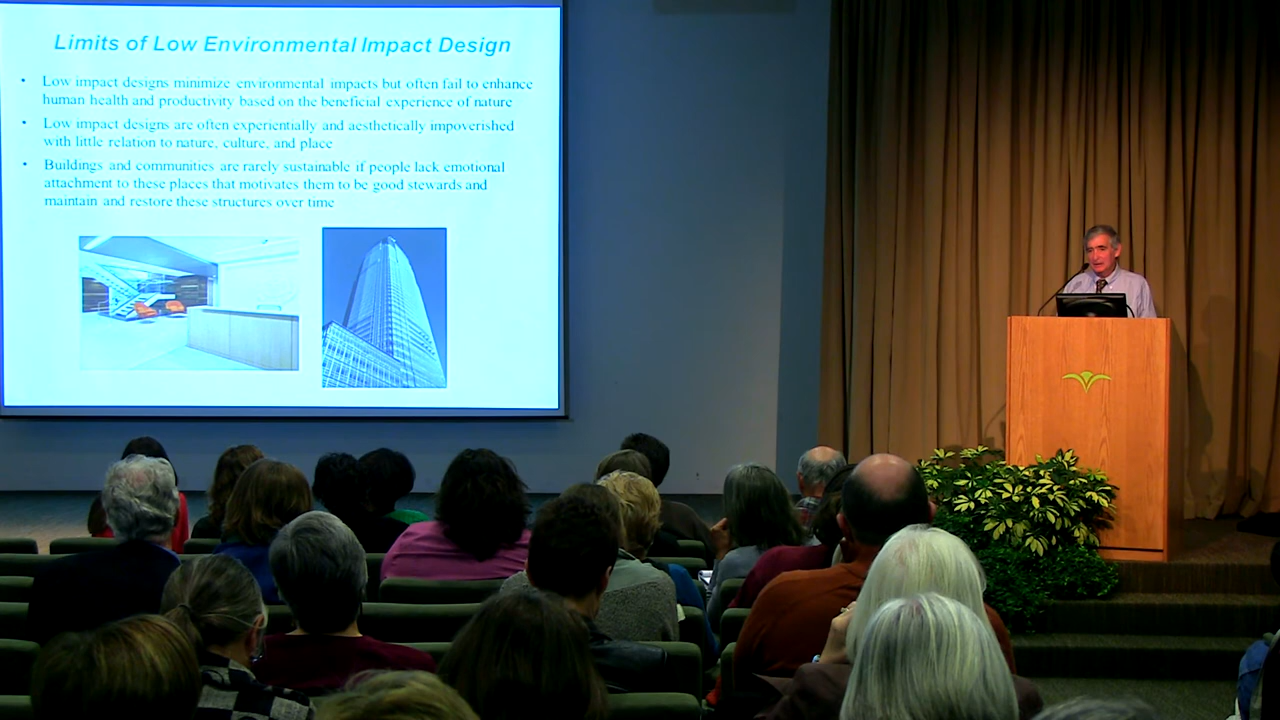 Limits of Low Environmental Impact Design
• Low impact designs minimize environmental impacts but often fail to enhance
human health and productivity based on the beneficial experience of nature
• Low impact designs are often experientially and aesthetically impoverished
with little relation to nature, culture, and place
• Buildings and communities are rarely sustainable if people lack emotional
attachment to these places that motivates them to be good stewards and
maintain and restore these structures over time